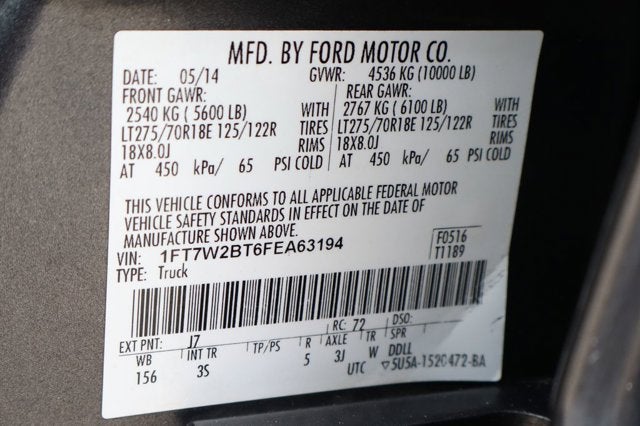 MFD. BY FORD MOTOR CO.
DATE: 05/14 GVWR: 4536 KG (10000 LB)
FRONT GAWR: REAR GAWR:
2540 KG ( 5600 LB) WITH 2767 KG ( 6100 LB) WITH
LT275/70R18E 125/122R TIRES LT275/70R18E 125/122R TIRES
18X8.0J RIMS 18X8.0J RIMS
AT 450 kPa/ 65 PSI COLD AT 450 kPa/ 65 PSI COLD
THIS VEHICLE CONFORMS TO ALL APPLICABLE FEDERAL MOTOR
VEHICLE SAFETY STANDARDS IN EFFECT ON THE DATE OF
MANUFACTURE SHOWN ABOVE.
VIN: 1FT7W2BT6FEA63194 F0516
TYPE: Truck T1189
EXT PNT: J7 RC: 72 DSO:
WB INT TR TP/PS R AXLE TR SPR
156 3S 5 3J W DDLL
UTC ▽5U5A-1520472-BA